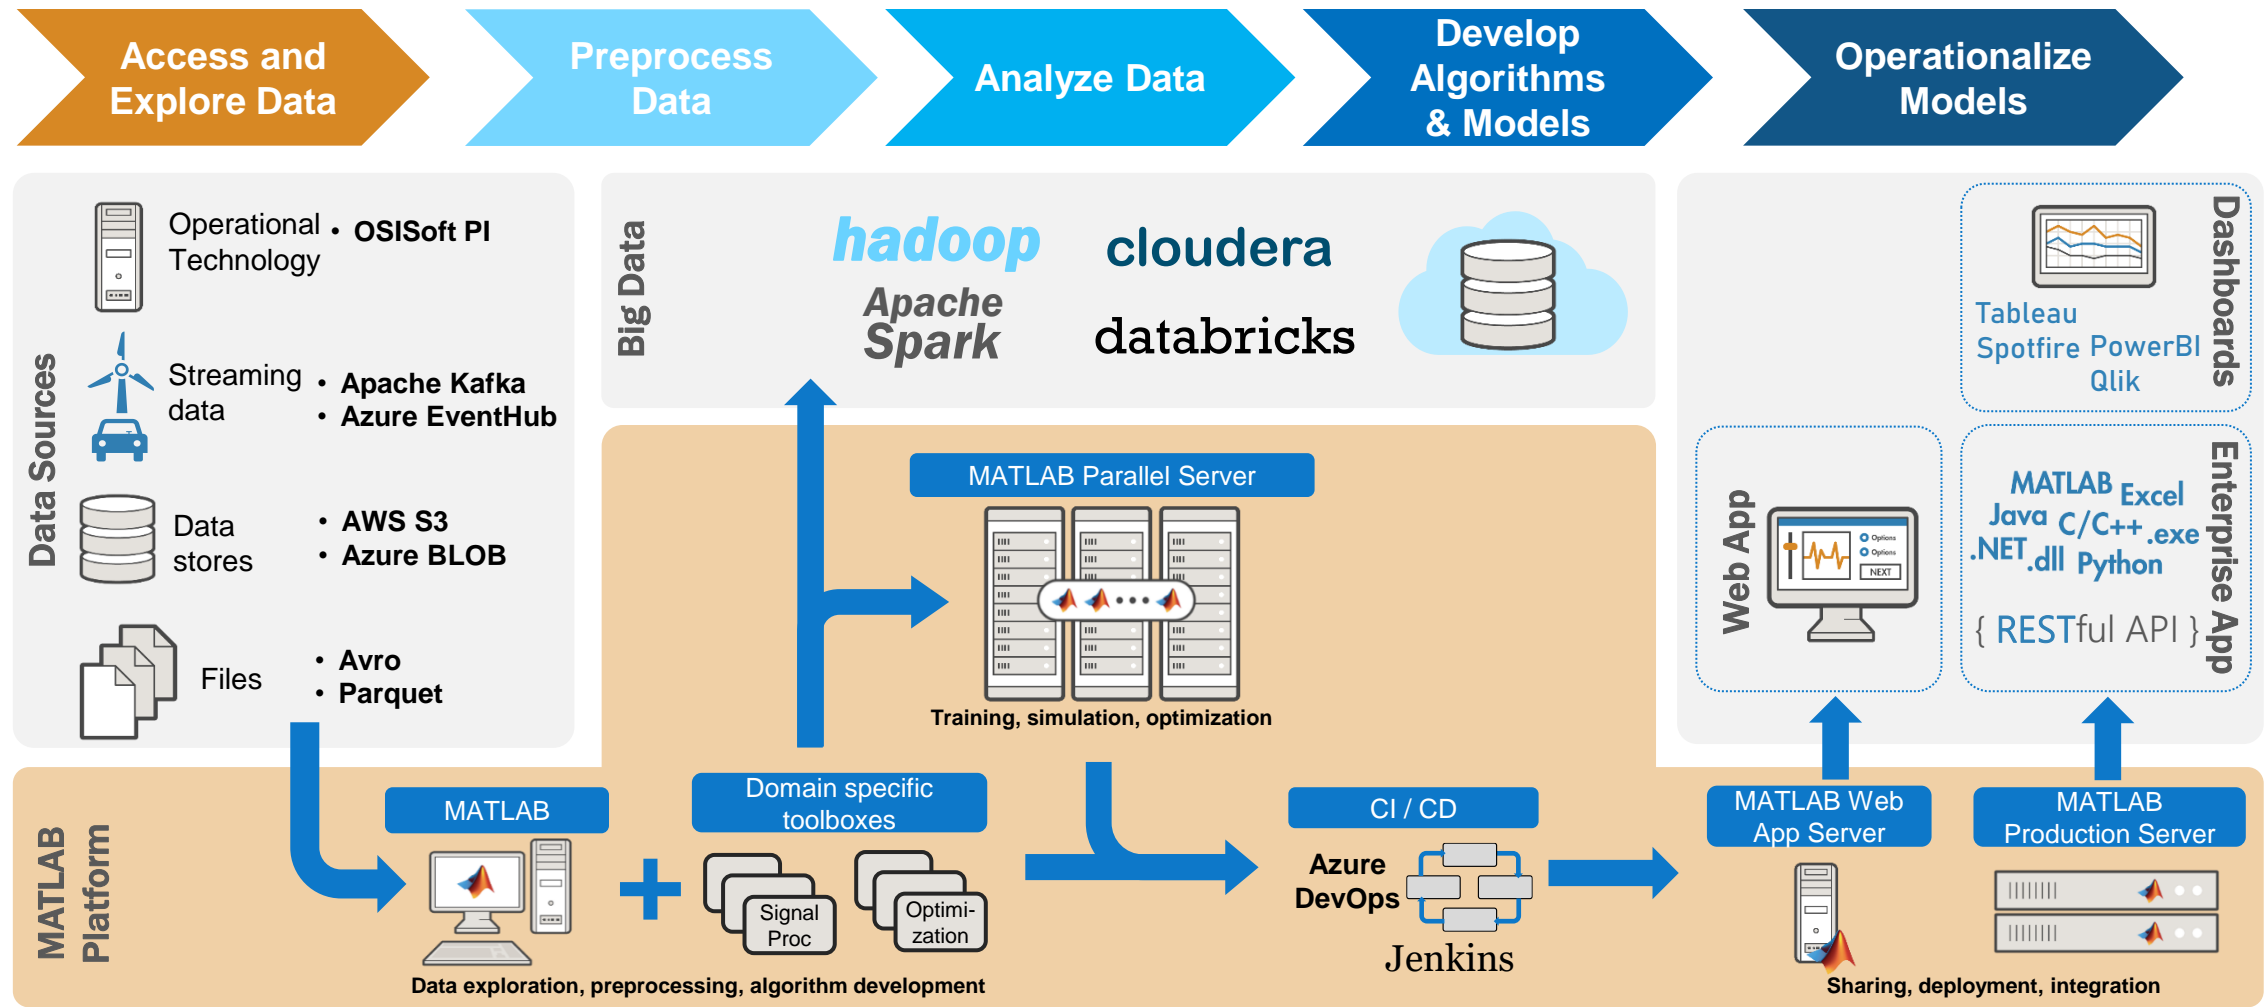 Access and
Explore Data
Preprocess
Data
Analyze Data
Develop
Algorithms
& Models
Operationalize
Models
Data Sources
Operational
Technology
• OSISoft PI
Streaming
data
• Apache Kafka
• Azure EventHub
Data
stores
• AWS S3
• Azure BLOB
Files
• Avro
• Parquet
Big Data
hadoop
cloudera
Apache
Spark
databricks
Dashboards
Tableau
Spotfire
PowerBI
Qlik
Web App
Options
Options
NEXT
Enterprise App
MATLAB
Excel
Java
C/C++
.exe
.NET
.dll
Python
{ RESTful API }
MATLAB Parallel Server
Training, simulation, optimization
MATLAB
Platform
MATLAB
Domain specific
toolboxes
Signal
Proc
Optimi-
zation
Data exploration, preprocessing, algorithm development
CI / CD
Azure
DevOps
Jenkins
MATLAB Web
App Server
MATLAB
Production Server
Sharing, deployment, integration